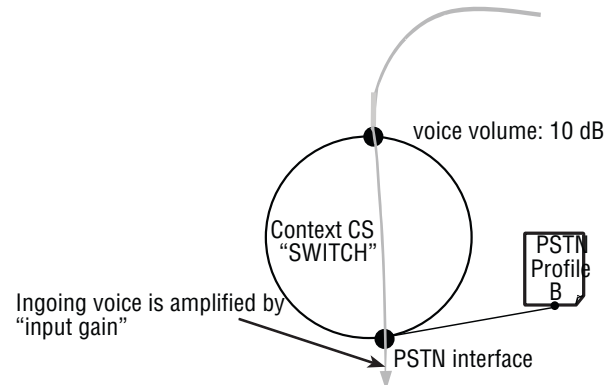 voice volume: 10 dB
Context CS
“SWITCH”
PSTN
Profile
B
Ingoing voice is amplified by
“input gain”
PSTN interface